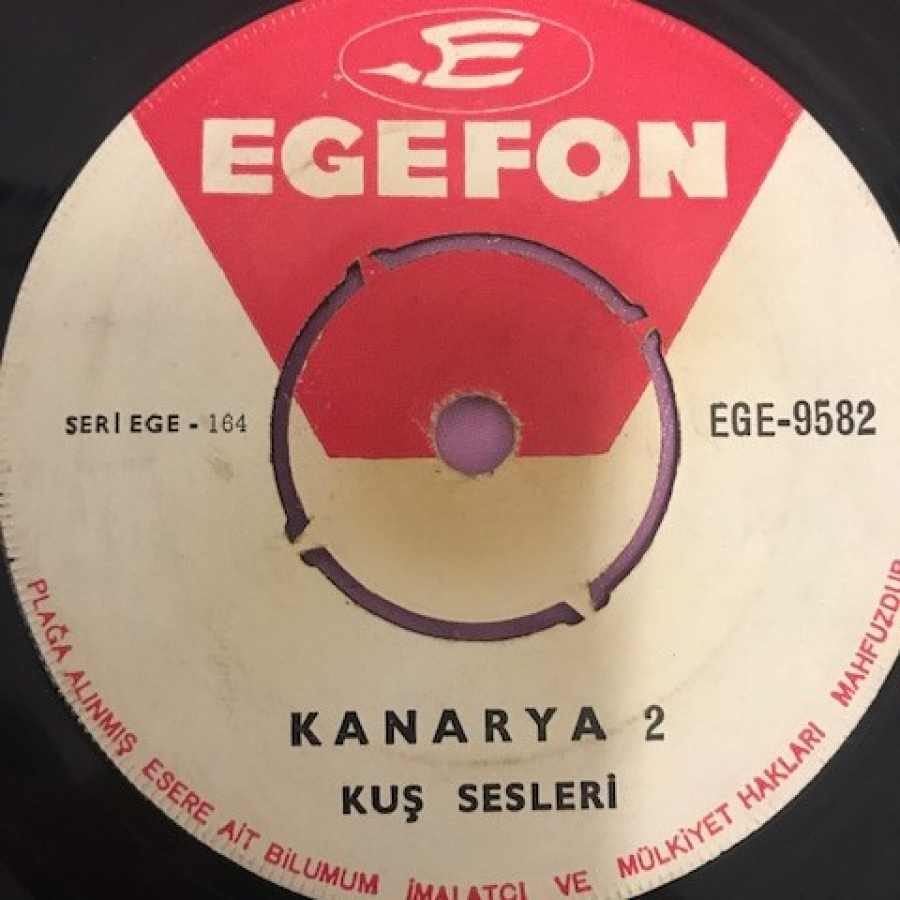 E
EGEFON
SERİ EGE - 164
EGE-9582
KANARYA 2
KUŞ SESLERİ
PLAĞA ALINMIŞ ESERE AİT BİLUMUM İMALATÇI VE MÜLKİYET HAKLARI MAHFUZDUR